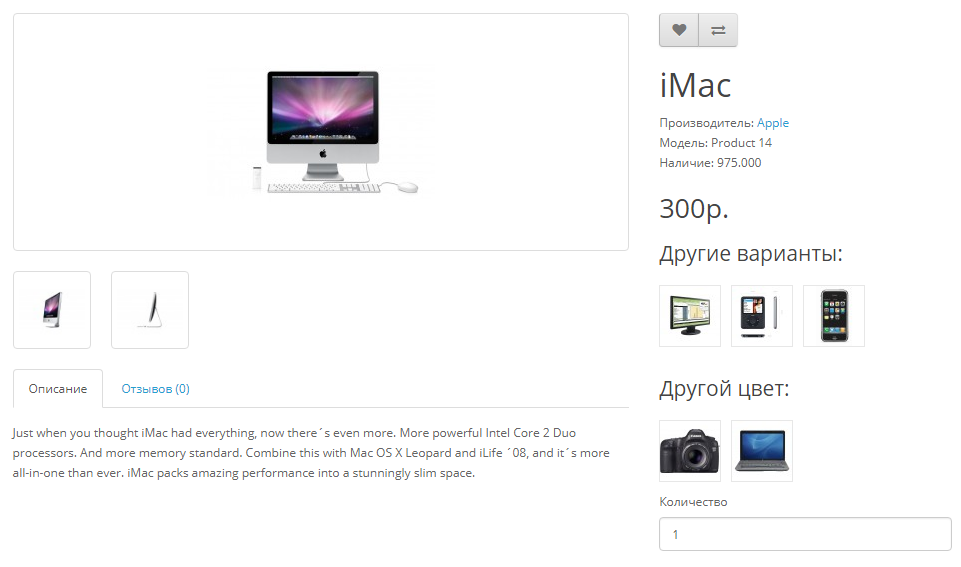 iMac
Производитель: Apple
Модель: Product 14
Наличие: 975.000
300р.
Другие варианты:
Другой цвет:
Количество
1
Описание
Отзывов (0)
Just when you thought iMac had everything, now there´s even more. More powerful Intel Core 2 Duo
processors. And more memory standard. Combine this with Mac OS X Leopard and iLife ´08, and it´s more
all-in-one than ever. iMac packs amazing performance into a stunningly slim space.